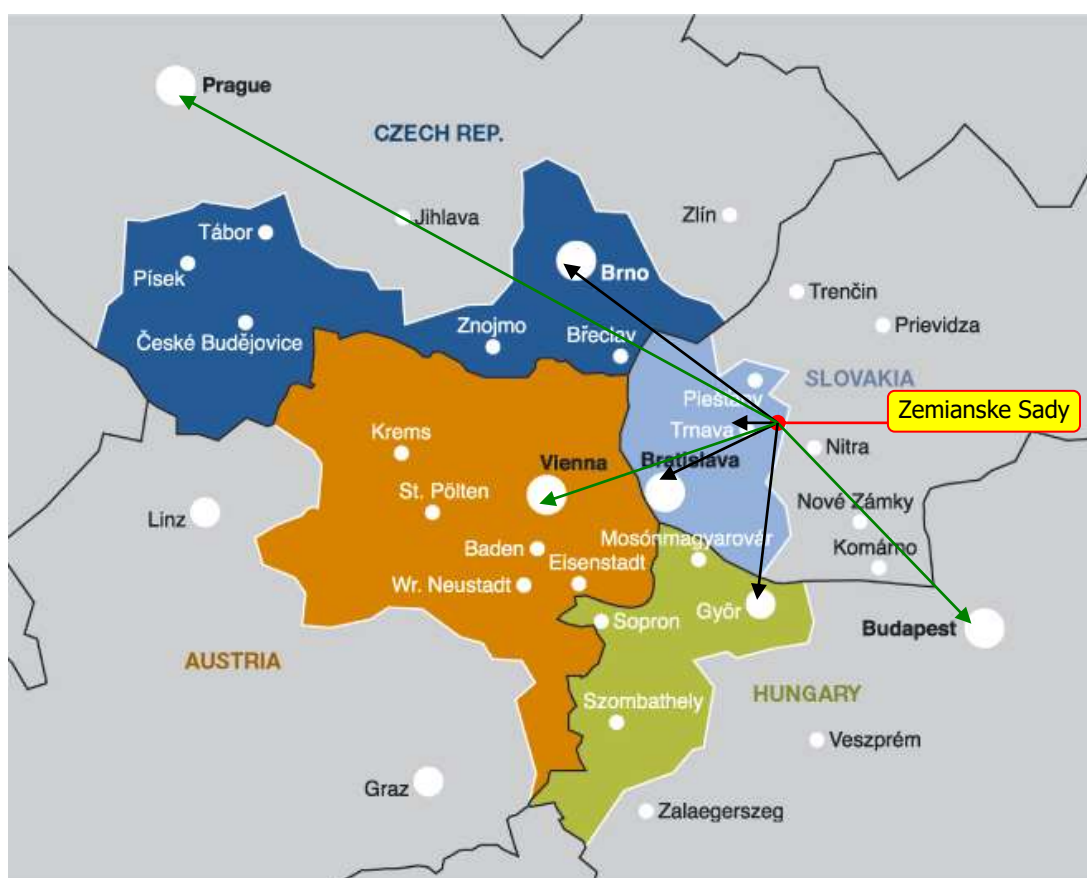 Prague
CZECH REP.
Jihlava
Zlín
Tábor
Písek
Brno
Trenčín
České Budějovice
Znojmo
Břeclav
Prievidza
SLOVAKIA
Piešťany
Zemianske Sady
Krems
Trnava
Nitra
Vienna
Bratislava
St. Pölten
Nové Zámky
Linz
Mosónmagyarovár
Komárno
Baden
Eisenstadt
Wr. Neustadt
Győr
Sopron
Budapest
AUSTRIA
HUNGARY
Szombathely
Veszprém
Graz
Zalaegerszeg